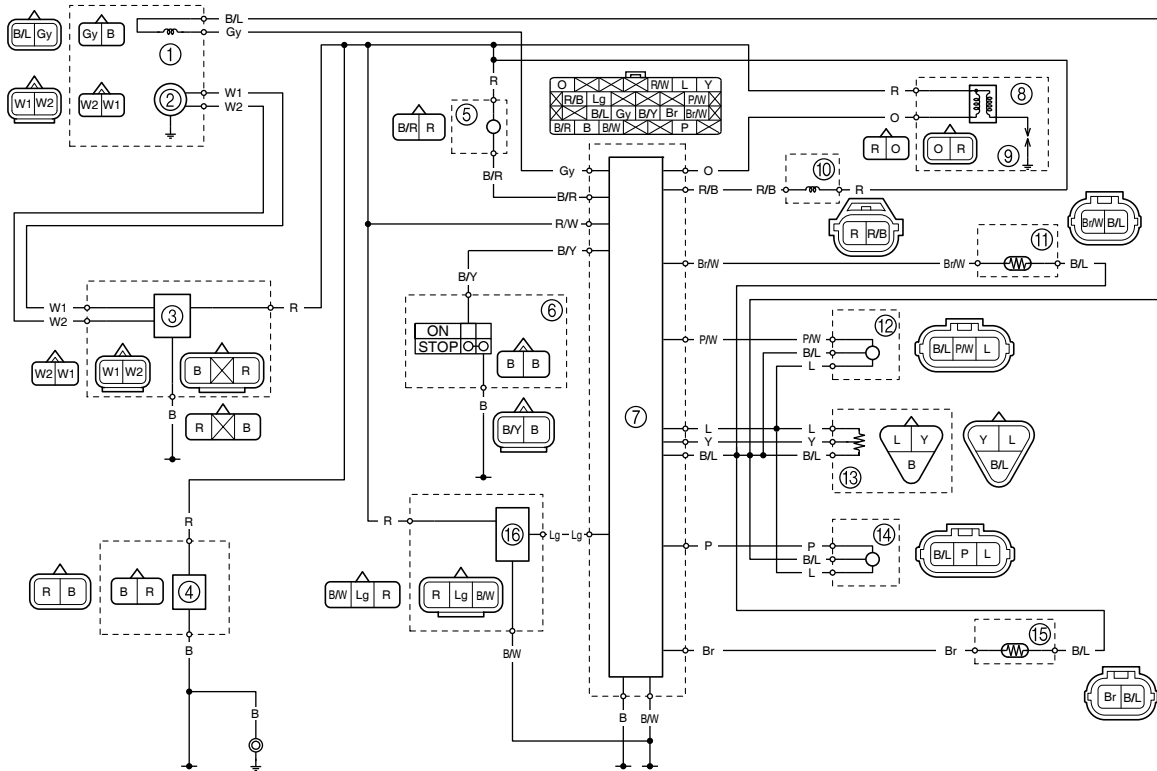 B/L
B/L Gy
Gy B
Gy
①
R
W1 W2
W2 W1
②
W1
W2
R
B/R R
⑤
B/R
O R/W L Y
R/B Lg P/W
B/L Gy B/Y Br Br/W
B/R B B/W P
R
O
⑧
R O
O R
⑨
Gy
O
B/R
R/B R/B
⑩
R
R R/B
R/W
B/Y
B/Y
Br/W
Br/W
⑪
B/L
Br/W B/L
W1
W2
③
R
W2 W1
W1 W2
B R
B
R B
ON
STOP
⑥
B B
B
B/Y B
⑦
P/W
P/W
B/L
L
⑫
B/L P/W L
L
Y
B/L
L
Y
B/L
⑬
L Y
B
Y L
B/L
R
④
R B
B R
B
B
R
⑯
Lg Lg
B/W Lg R
R Lg B/W
B/W
P
P
B/L
L
⑭
B/L P L
Br
Br
⑮
B/L
Br B/L
B
B/W